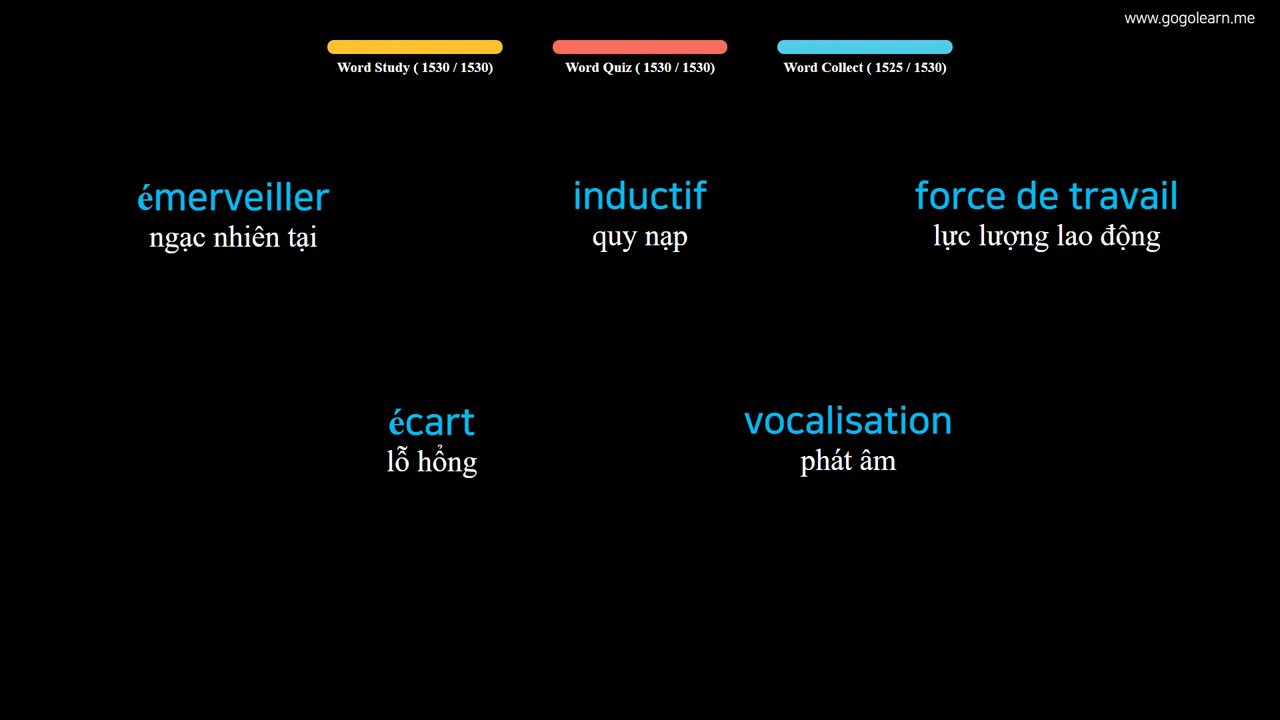 www.gogolearn.me
Word Study ( 1530 / 1530)
Word Quiz ( 1530 / 1530)
Word Collect ( 1525 / 1530)
émerveiller
ngạc nhiên tại
inductif
quy nạp
force de travail
lực lượng lao động
écart
lỗ hổng
vocalisation
phát âm